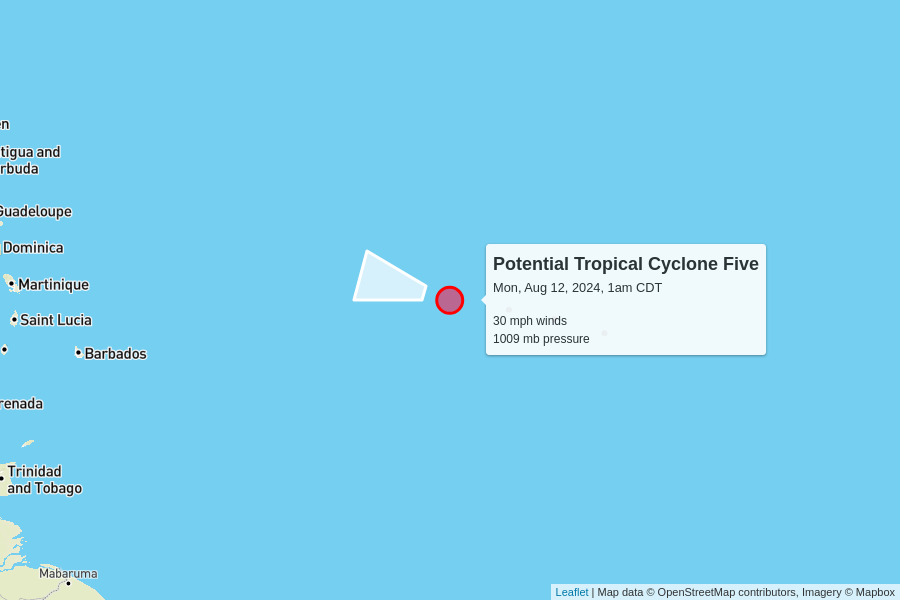 en
tigua and
rbuda
Guadeloupe
Dominica
Martinique
Saint Lucia
Barbados
renada
Trinidad
and Tobago
Mabaruma
Potential Tropical Cyclone Five
Mon, Aug 12, 2024, 1am CDT
30 mph winds
1009 mb pressure
Leaflet | Map data © OpenStreetMap contributors, Imagery © Mapbox